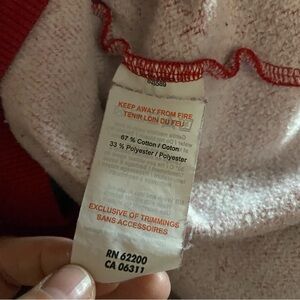 KEEP AWAY FROM FIRE
TENIR LOIN DU FEU
67 % Cotton / Coton
33 % Polyester / Polyester
EXCLUSIVE OF TRIMMINGS
SANS ACCESSOIRES
RN 62200
CA 06311